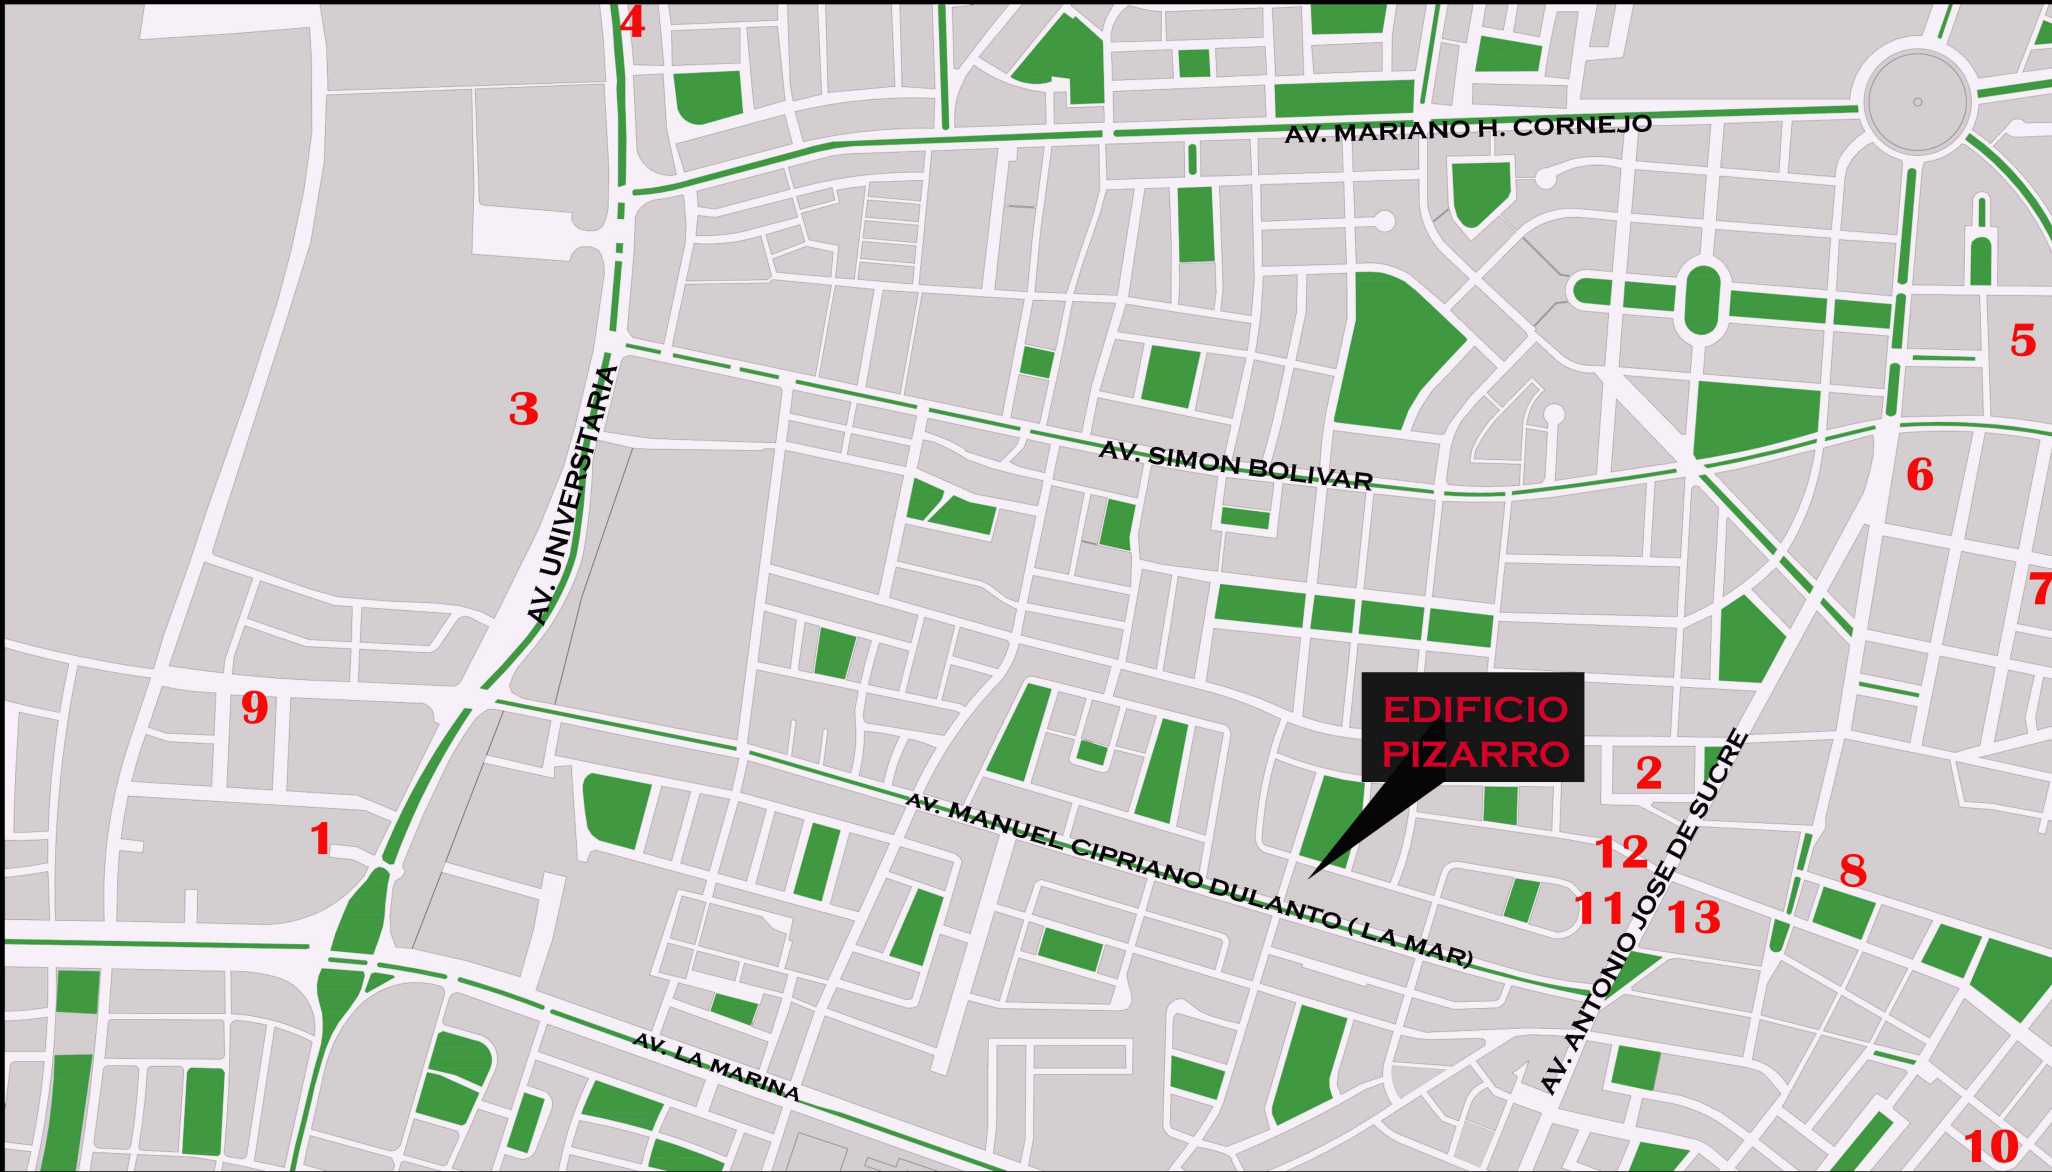 4
AV. MARIANO H. CORNEJO
5
3
AV. UNIVERSITARIA
AV. SIMON BOLIVAR
6
7
9
EDIFICIO
PIZARRO
2
1
AV. MANUEL CIPRIANO DULANTO ( LA MAR)
AV. ANTONIO JOSE DE SUCRE
12
8
11
13
AV. LA MARINA
10